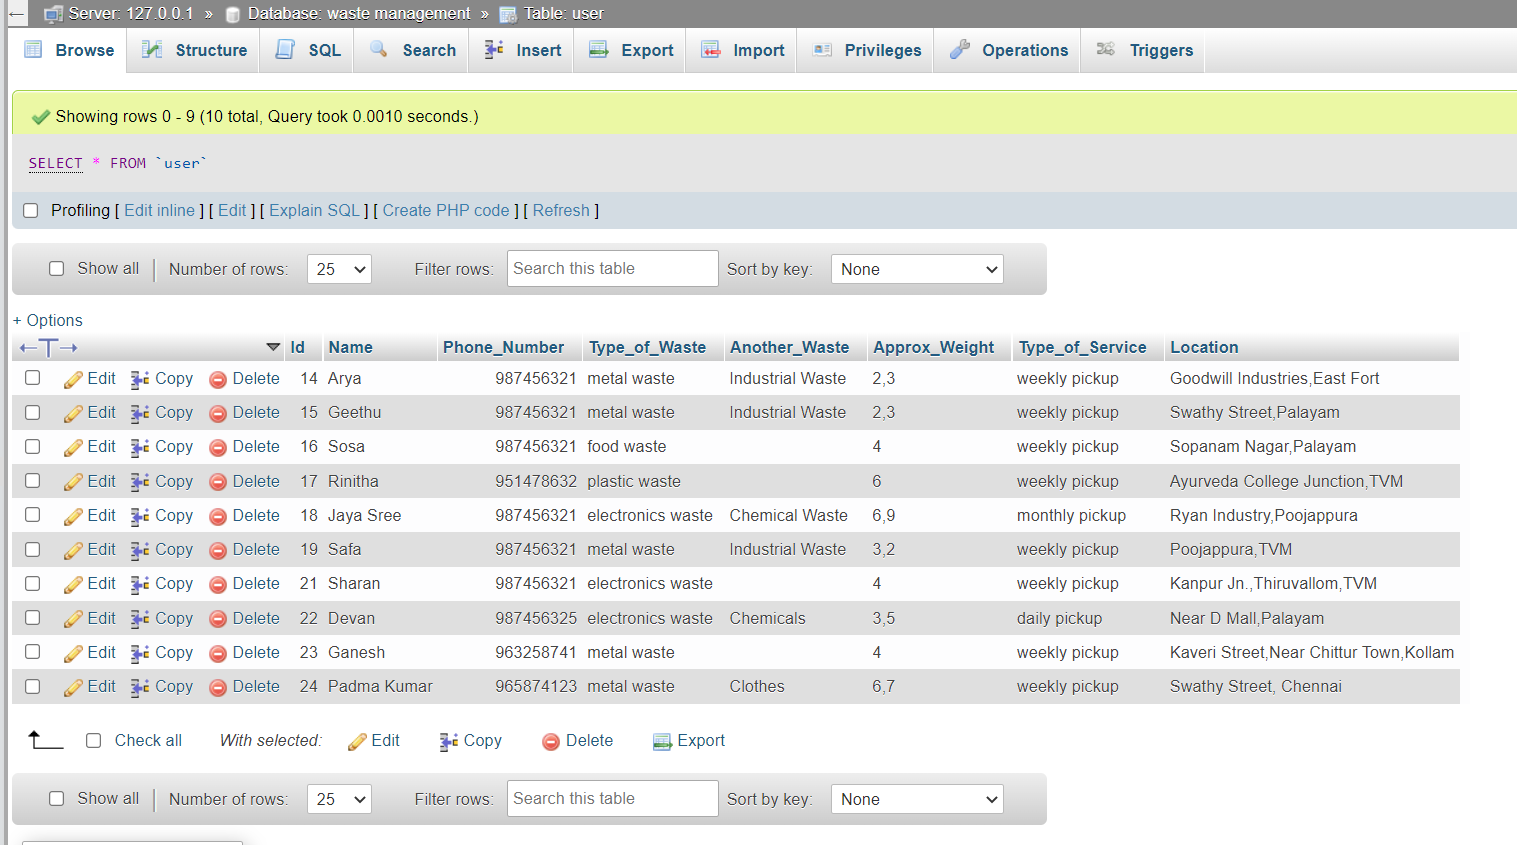 Server: 127.0.0.1 » Database: waste management » Table: user
Browse Structure SQL Search Insert Export Import Privileges Operations Triggers
Showing rows 0 - 9 (10 total, Query took 0.0010 seconds.)
SELECT * FROM `user`
Profiling [ Edit inline ] [ Edit ] [ Explain SQL ] [ Create PHP code ] [ Refresh ]
Show all Number of rows: 25 Filter rows: Search this table Sort by key: None
+ Options
Id Name Phone_Number Type_of_Waste Another_Waste Approx_Weight Type_of_Service Location
Edit Copy Delete 14 Arya 987456321 metal waste Industrial Waste 2,3 weekly pickup Goodwill Industries,East Fort
Edit Copy Delete 15 Geethu 987456321 metal waste Industrial Waste 2,3 weekly pickup Swathy Street,Palayam
Edit Copy Delete 16 Sosa 987456321 food waste 4 weekly pickup Sopanam Nagar,Palayam
Edit Copy Delete 17 Rinitha 951478632 plastic waste 6 weekly pickup Ayurveda College Junction,TVM
Edit Copy Delete 18 Jaya Sree 987456321 electronics waste Chemical Waste 6,9 monthly pickup Ryan Industry,Poojappura
Edit Copy Delete 19 Safa 987456321 metal waste Industrial Waste 3,2 weekly pickup Poojappura,TVM
Edit Copy Delete 21 Sharan 987456321 electronics waste 4 weekly pickup Kanpur Jn.,Thiruvallom,TVM
Edit Copy Delete 22 Devan 987456325 electronics waste Chemicals 3,5 daily pickup Near D Mall,Palayam
Edit Copy Delete 23 Ganesh 963258741 metal waste 4 weekly pickup Kaveri Street,Near Chittur Town,Kollam
Edit Copy Delete 24 Padma Kumar 965874123 metal waste Clothes 6,7 weekly pickup Swathy Street, Chennai
Check all With selected: Edit Copy Delete Export
Show all Number of rows: 25 Filter rows: Search this table Sort by key: None